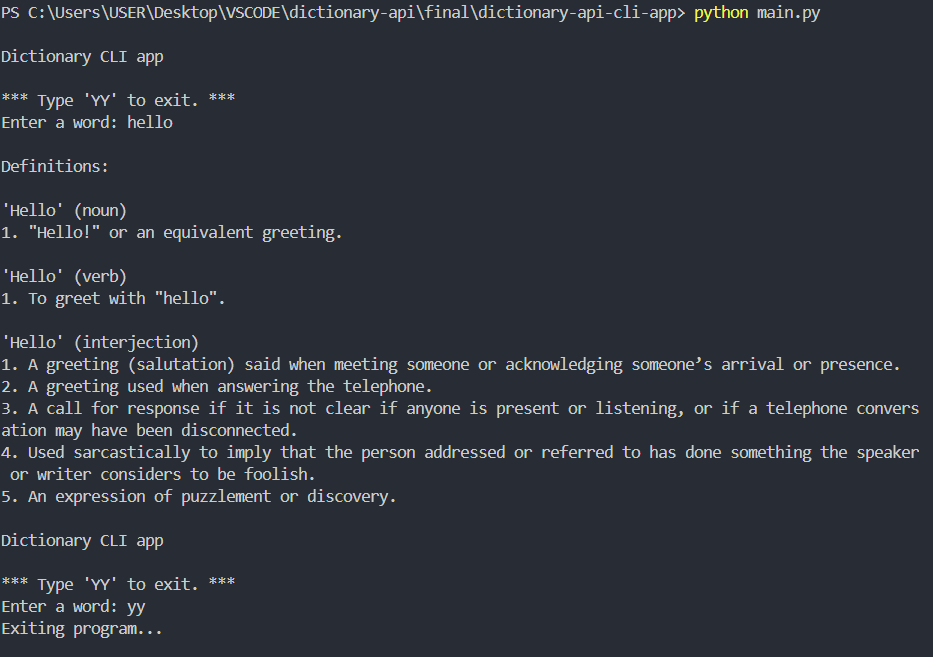 PS C:\Users\USER\Desktop\VSCODE\dictionary-api\final\dictionary-api-cli-app> python main.py
Dictionary CLI app
*** Type 'YY' to exit. ***
Enter a word: hello
Definitions:
'Hello' (noun)
1. "Hello!" or an equivalent greeting.
'Hello' (verb)
1. To greet with "hello".
'Hello' (interjection)
1. A greeting (salutation) said when meeting someone or acknowledging someone’s arrival or presence.
2. A greeting used when answering the telephone.
3. A call for response if it is not clear if anyone is present or listening, or if a telephone convers
ation may have been disconnected.
4. Used sarcastically to imply that the person addressed or referred to has done something the speaker
 or writer considers to be foolish.
5. An expression of puzzlement or discovery.
Dictionary CLI app
*** Type 'YY' to exit. ***
Enter a word: yy
Exiting program...